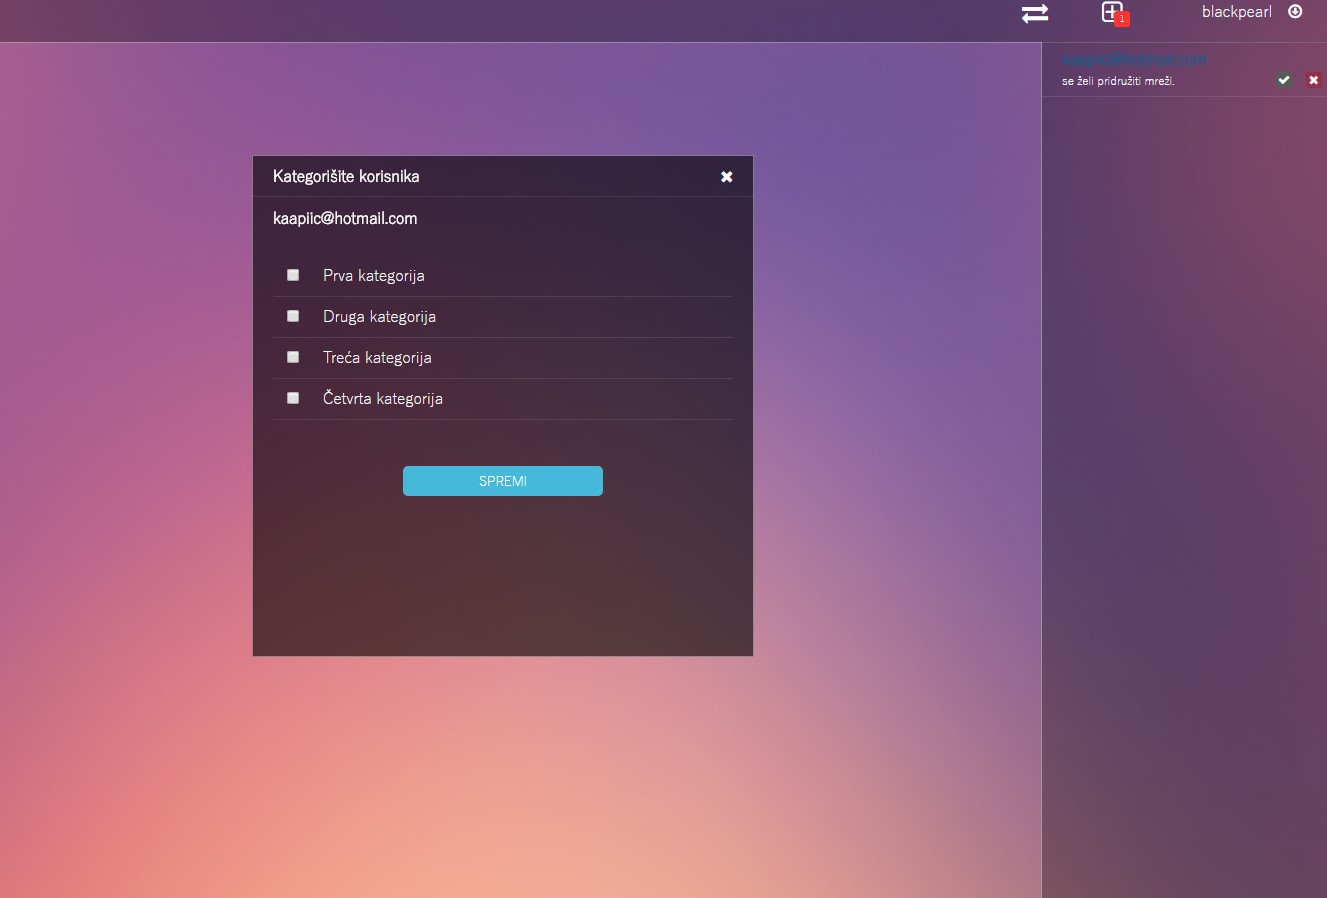 1
blackpearl
kaapiic@hotmail.com
se želi pridružiti mreži.
Kategorišite korisnika
kaapiic@hotmail.com
Prva kategorija
Druga kategorija
Treća kategorija
Četvrta kategorija
SPREMI